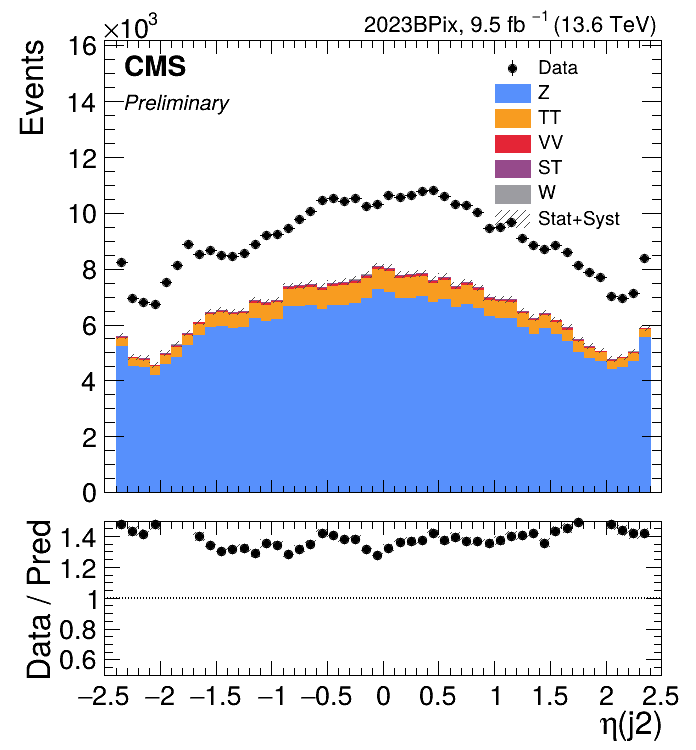 ×10³
2023BPix, 9.5 fb ⁻¹ (13.6 TeV)
Events
CMS
Preliminary
Data
Z
TT
VV
ST
W
Stat+Syst
16
14
12
10
8
6
4
2
0
Data / Pred
1.4
1.2
1
0.8
0.6
−2.5 −2 −1.5 −1 −0.5 0 0.5 1 1.5 2 2.5
η(j2)